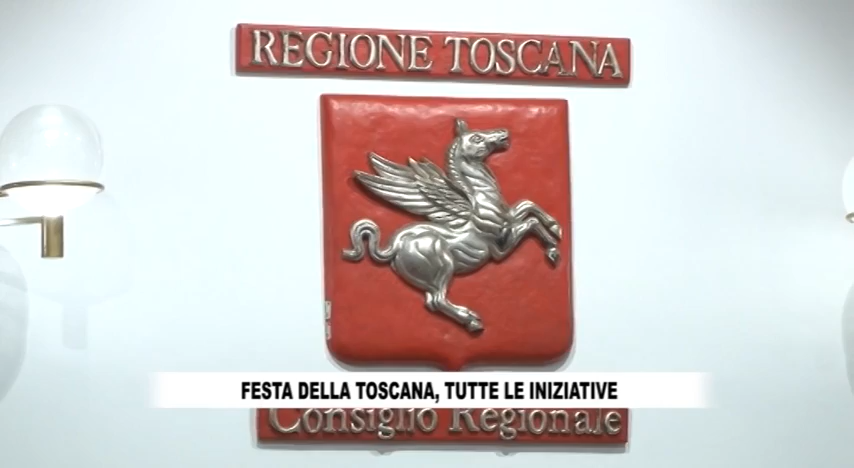 REGIONE TOSCANA
FESTA DELLA TOSCANA, TUTTE LE INIZIATIVE
Consiglio Regionale